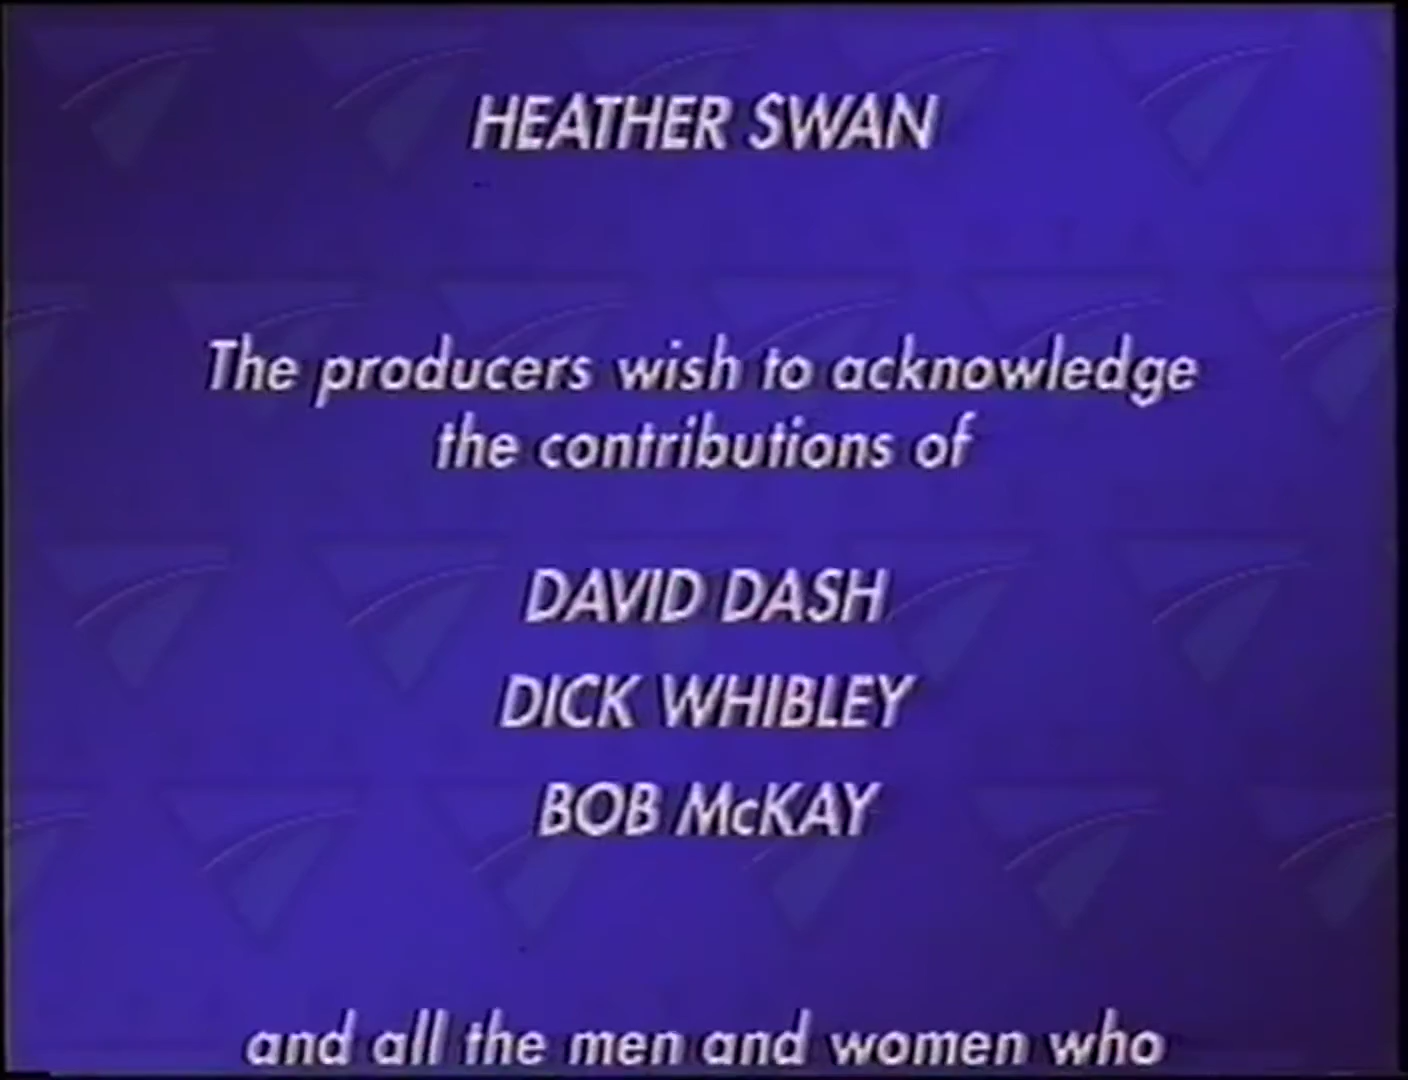 HEATHER SWAN
The producers wish to acknowledge
the contributions of
DAVID DASH
DICK WHIBLEY
BOB McKAY
and all the men and women who